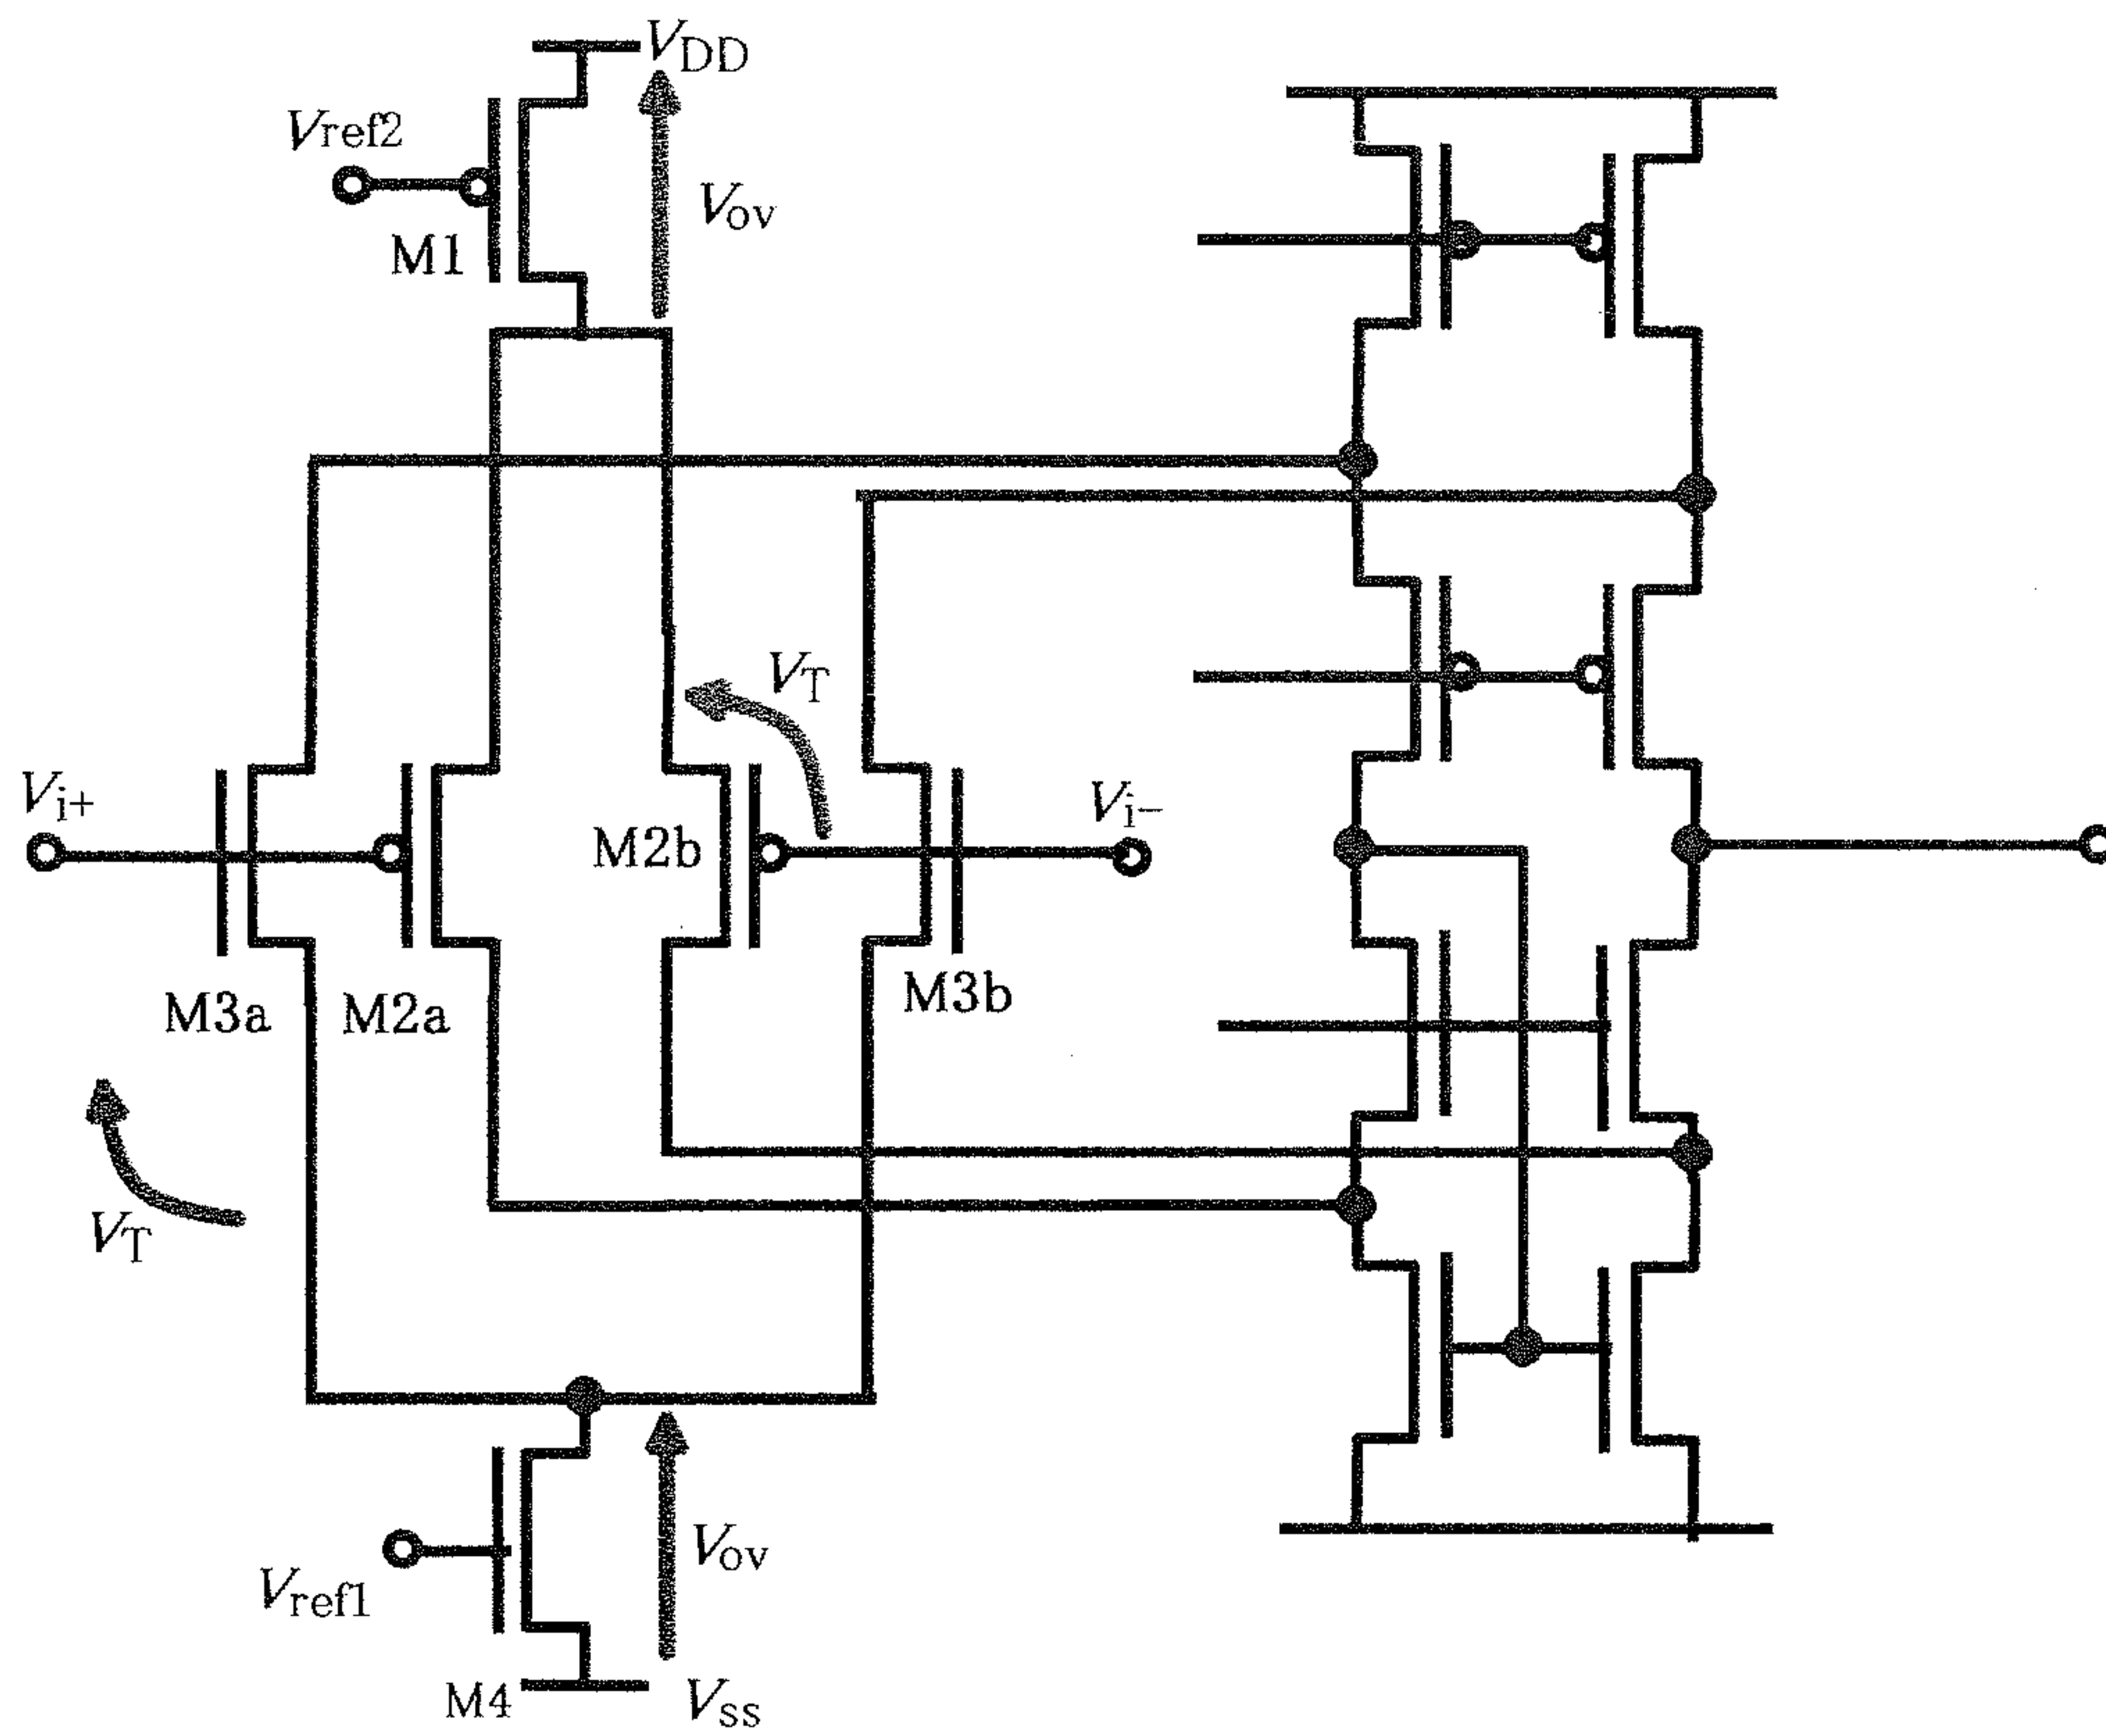 VDD
Vref2
Vov
M1
VT
Vi+
Vi−
M2b
M3a
M2a
M3b
VT
Vov
Vref1
M4
Vss